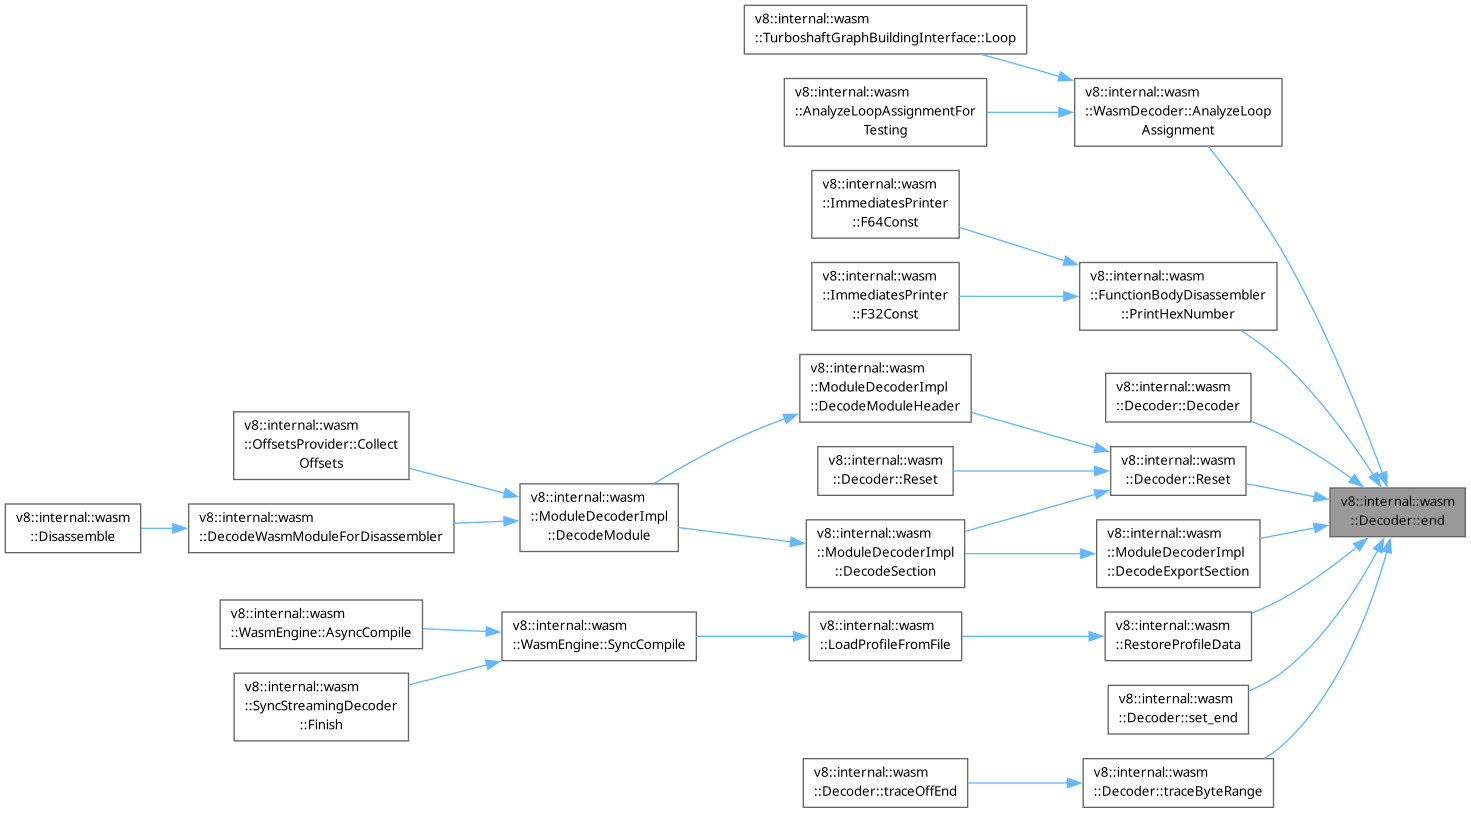 v8::internal::wasm
::TurboshaftGraphBuildingInterface::Loop
v8::internal::wasm
::AnalyzeLoopAssignmentFor
Testing
v8::internal::wasm
::WasmDecoder::AnalyzeLoop
Assignment
v8::internal::wasm
::ImmediatesPrinter
::F64Const
v8::internal::wasm
::ImmediatesPrinter
::F32Const
v8::internal::wasm
::FunctionBodyDisassembler
::PrintHexNumber
v8::internal::wasm
::ModuleDecoderImpl
::DecodeModuleHeader
v8::internal::wasm
::Decoder::Decoder
v8::internal::wasm
::OffsetsProvider::Collect
Offsets
v8::internal::wasm
::Decoder::Reset
v8::internal::wasm
::Decoder::Reset
v8::internal::wasm
::Disassemble
v8::internal::wasm
::DecodeWasmModuleForDisassembler
v8::internal::wasm
::ModuleDecoderImpl
::DecodeModule
v8::internal::wasm
::ModuleDecoderImpl
::DecodeSection
v8::internal::wasm
::ModuleDecoderImpl
::DecodeExportSection
v8::internal::wasm
::Decoder::end
v8::internal::wasm
::WasmEngine::AsyncCompile
v8::internal::wasm
::WasmEngine::SyncCompile
v8::internal::wasm
::LoadProfileFromFile
v8::internal::wasm
::RestoreProfileData
v8::internal::wasm
::SyncStreamingDecoder
::Finish
v8::internal::wasm
::Decoder::set_end
v8::internal::wasm
::Decoder::traceOffEnd
v8::internal::wasm
::Decoder::traceByteRange